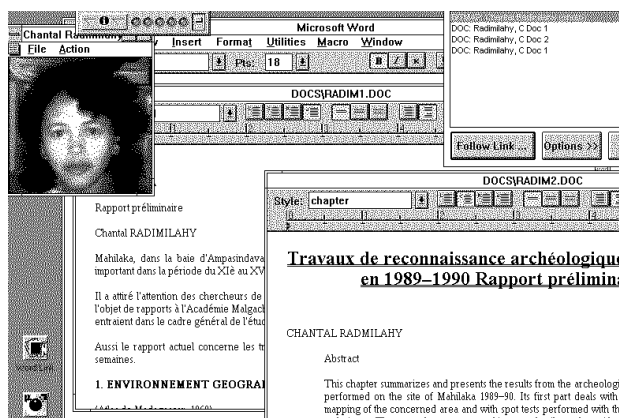 Microsoft Word
Chantal Radimilahy
File Action
Insert Format Utilities Macro Window
Pts: 18
DOC: Radimilahy, C Doc 1
DOC: Radimilahy, C Doc 2
DOC: Radimilahy, C Doc 1
Follow Link ... Options >>
DOCS\RADIM1.DOC
Rapport préliminaire
Chantal RADIMILAHY
Mahilaka, dans la baie d'Ampasindava
important dans la période du XIè au XV
Il a attiré l'attention des chercheurs de
l'objet de rapports à l'Académie Malgach
entraient dans le cadre général de l'étud
Aussi le rapport actuel concerne les tr
semaines.
1. ENVIRONNEMENT GEOGRA
DOCS\RADIM2.DOC
Style: chapter
Travaux de reconnaissance archéologique
en 1989–1990 Rapport prélimina
CHANTAL RADMILAHY
Abstract
This chapter summarizes and presents the results from the archeologi
performed on the site of Mahilaka 1989–90. Its first part deals with
mapping of the concerned area and with spot tests performed with th
Word Link